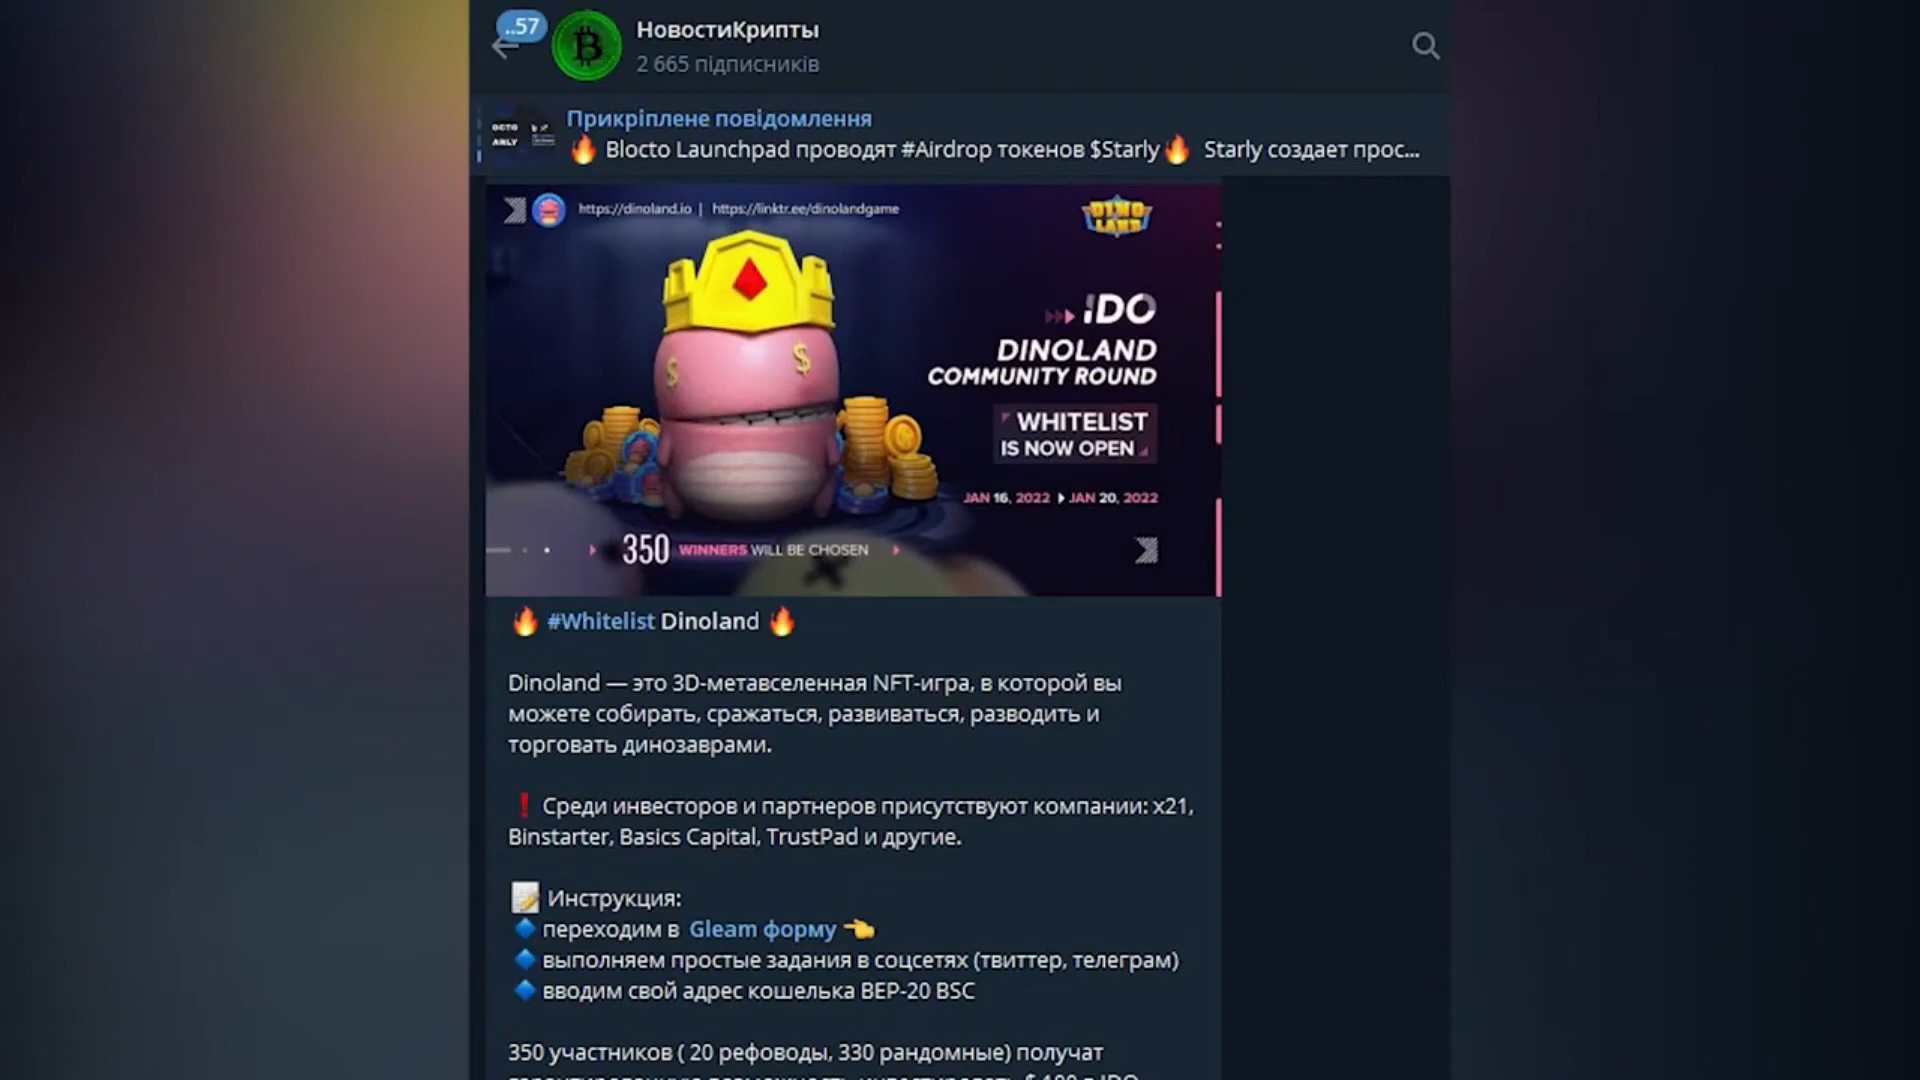 ..57
НовостиКрипты
2 665 підписників
Прикріплене повідомлення
🔥 Blocto Launchpad проводят #Airdrop токенов $Starly🔥 Starly создает прос...
https://dinoland.io | https://linktr.ee/dinolandgame
DINO
LAND
IDO
DINOLAND
COMMUNITY ROUND
WHITELIST
IS NOW OPEN
JAN 16, 2022 JAN 20, 2022
350 WINNERS WILL BE CHOSEN
🔥 #Whitelist Dinoland 🔥
Dinoland — это 3D-метавселенная NFT-игра, в которой вы
можете собирать, сражаться, развиваться, разводить и
торговать динозаврами.
❗ Среди инвесторов и партнеров присутствуют компании: x21,
Binstarter, Basics Capital, TrustPad и другие.
📝 Инструкция:
🔹 переходим в Gleam форму 👈
🔹 выполняем простые задания в соцсетях (твиттер, телеграм)
🔹 вводим свой адрес кошелька BEP-20 BSC
350 участников ( 20 рефоводы, 330 рандомные) получат